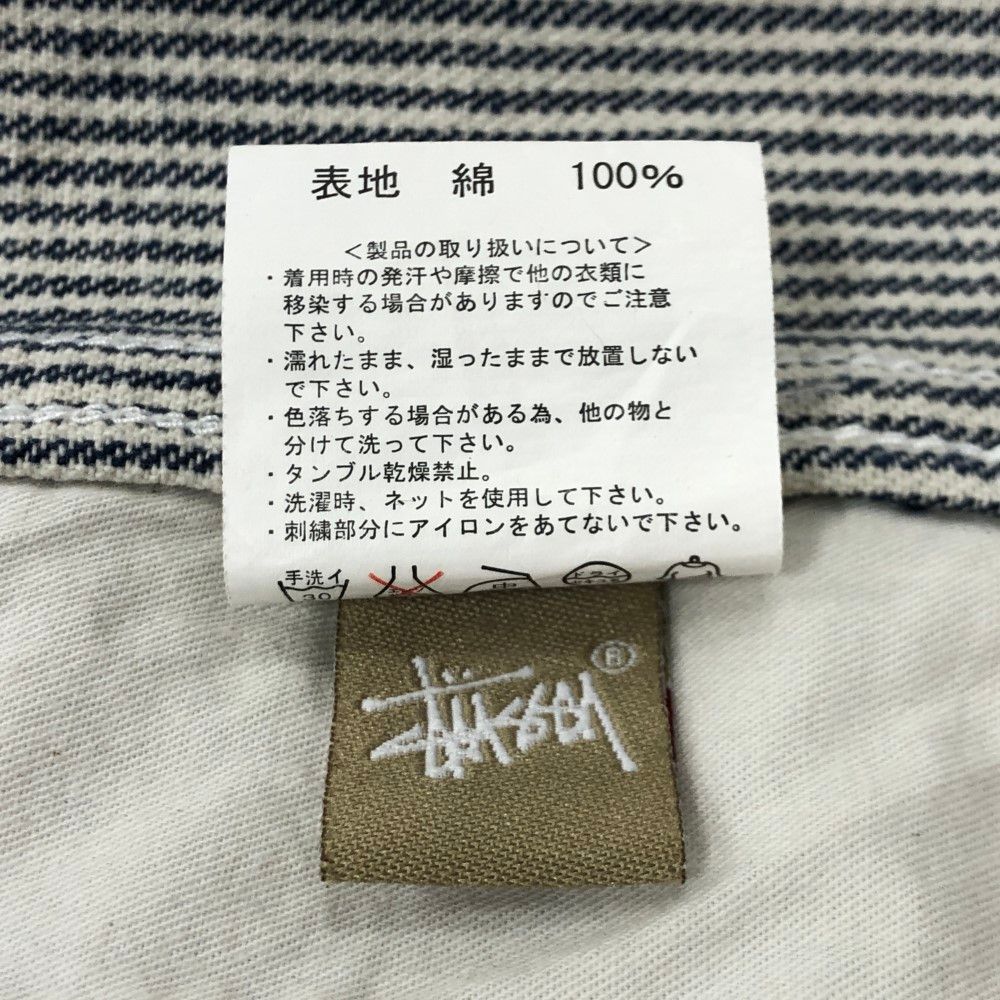 表地 綿 100%
<製品の取り扱いについて>
・着用時の発汗や摩擦で他の衣類に
移染する場合がありますのでご注意
下さい。
・濡れたまま、湿ったままで放置しない
で下さい。
・色落ちする場合がある為、他の物と
分けて洗って下さい。
・タンブル乾燥禁止。
・洗濯時、ネットを使用して下さい。
・刺繍部分にアイロンをあてないで下さい。
手洗イ 30 中 ドライ
Stüssy ®